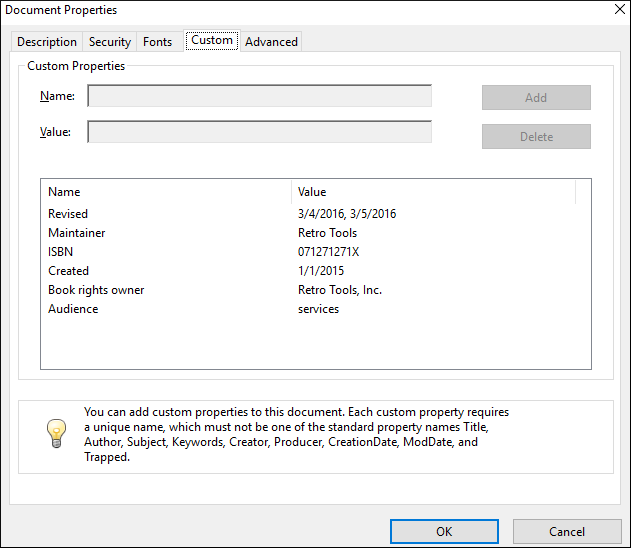 Document Properties
Description Security Fonts Custom Advanced
Custom Properties
Name: Add
Value: Delete
Name Value
Revised 3/4/2016, 3/5/2016
Maintainer Retro Tools
ISBN 071271271X
Created 1/1/2015
Book rights owner Retro Tools, Inc.
Audience services
You can add custom properties to this document. Each custom property requires
a unique name, which must not be one of the standard property names Title,
Author, Subject, Keywords, Creator, Producer, CreationDate, ModDate, and
Trapped.
OK Cancel